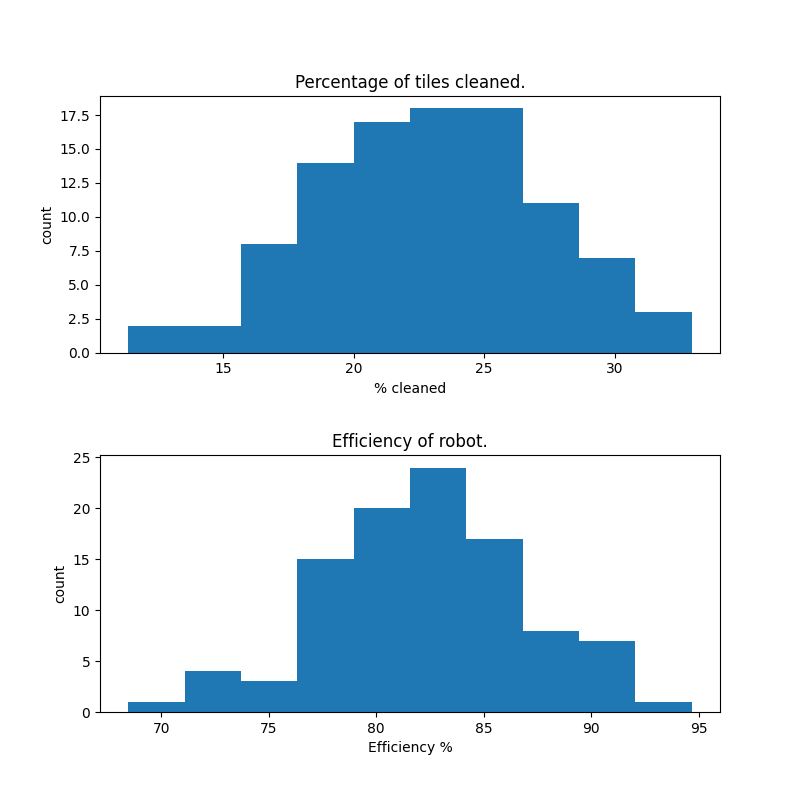 Percentage of tiles cleaned.
17.5
15.0
12.5
10.0
7.5
5.0
2.5
0.0
count
15 20 25 30
% cleaned
Efficiency of robot.
25
20
15
10
5
0
count
70 75 80 85 90 95
Efficiency %